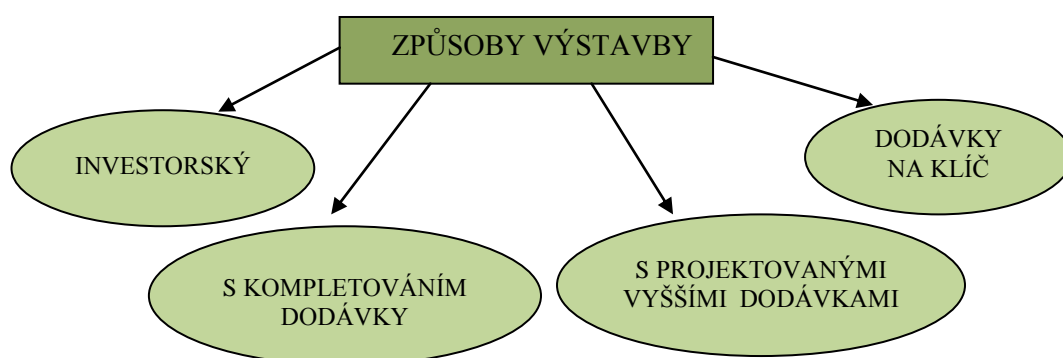 ZPŮSOBY VÝSTAVBY
INVESTORSKÝ
DODÁVKY
NA KLÍČ
S KOMPLETOVÁNÍM
DODÁVKY
S PROJEKTOVANÝMI
VYŠŠÍMI DODÁVKAMI